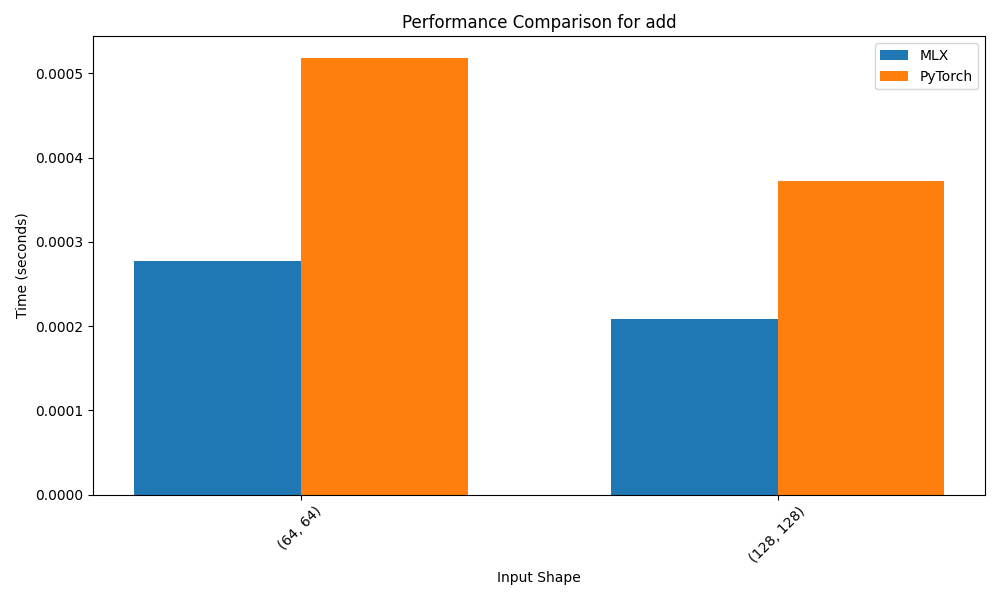 Performance Comparison for add
MLX
PyTorch
Time (seconds)
0.0005
0.0004
0.0003
0.0002
0.0001
0.0000
(64, 64)
(128, 128)
Input Shape